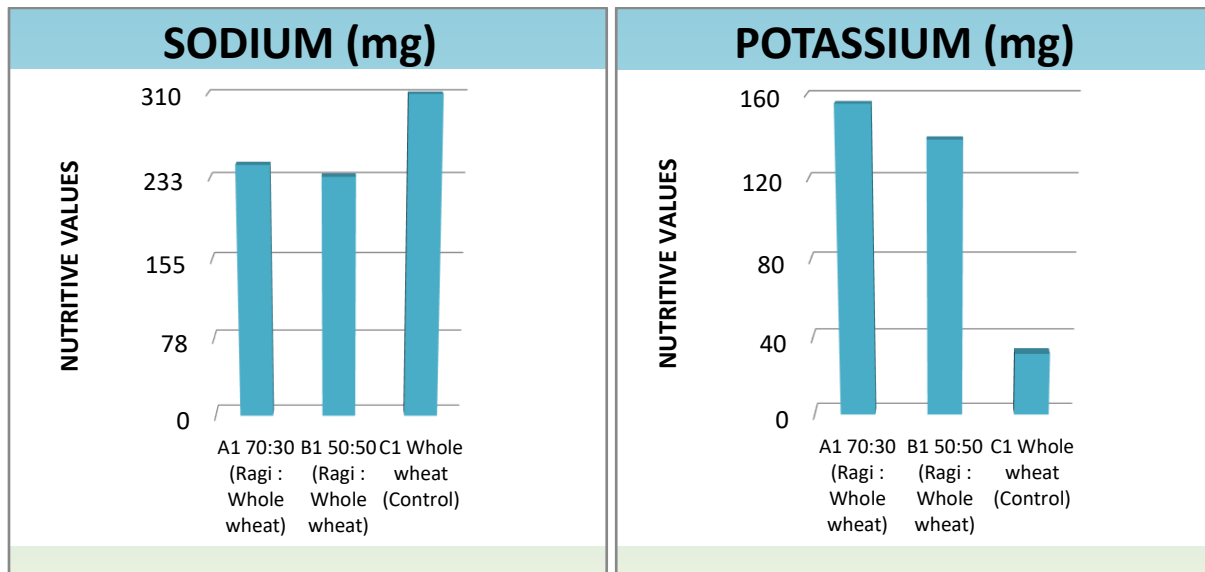 SODIUM (mg)
NUTRITIVE VALUES
310
233
155
78
0
A1 70:30
(Ragi :
Whole
wheat)
B1 50:50
(Ragi :
Whole
wheat)
C1 Whole
wheat
(Control)
POTASSIUM (mg)
NUTRITIVE VALUES
160
120
80
40
0
A1 70:30
(Ragi :
Whole
wheat)
B1 50:50
(Ragi :
Whole
wheat)
C1 Whole
wheat
(Control)